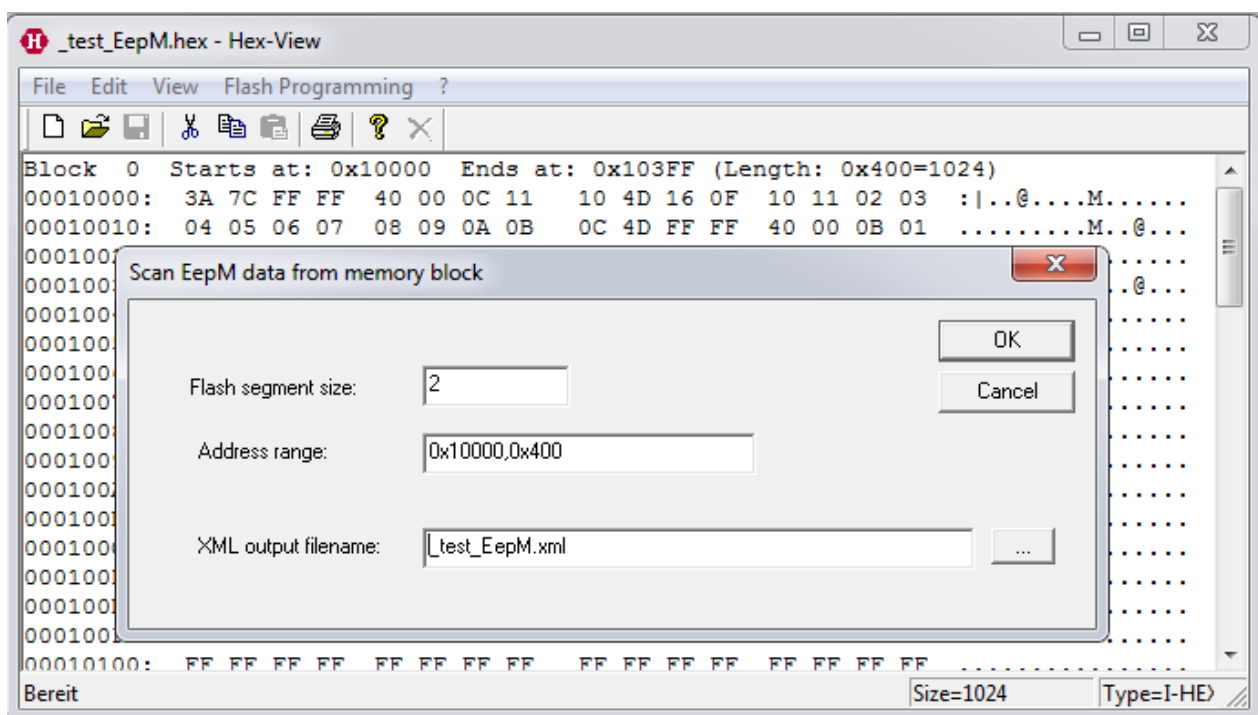 _test_EepM.hex - Hex-View
File Edit View Flash Programming ?
Block 0 Starts at: 0x10000 Ends at: 0x103FF (Length: 0x400=1024)
00010000: 3A 7C FF FF 40 00 0C 11 10 4D 16 0F 10 11 02 03 :|..@....M......
00010010: 04 05 06 07 08 09 0A 0B 0C 4D FF FF 40 00 0B 01 .........M..@...
Scan EepM data from memory block
OK
Flash segment size: 2
Cancel
Address range: 0x10000,0x400
XML output filename: _test_EepM.xml ...
00010100: FF FF FF FF FF FF FF FF FF FF FF FF FF FF FF FF ................
Bereit Size=1024 Type=I-HEX